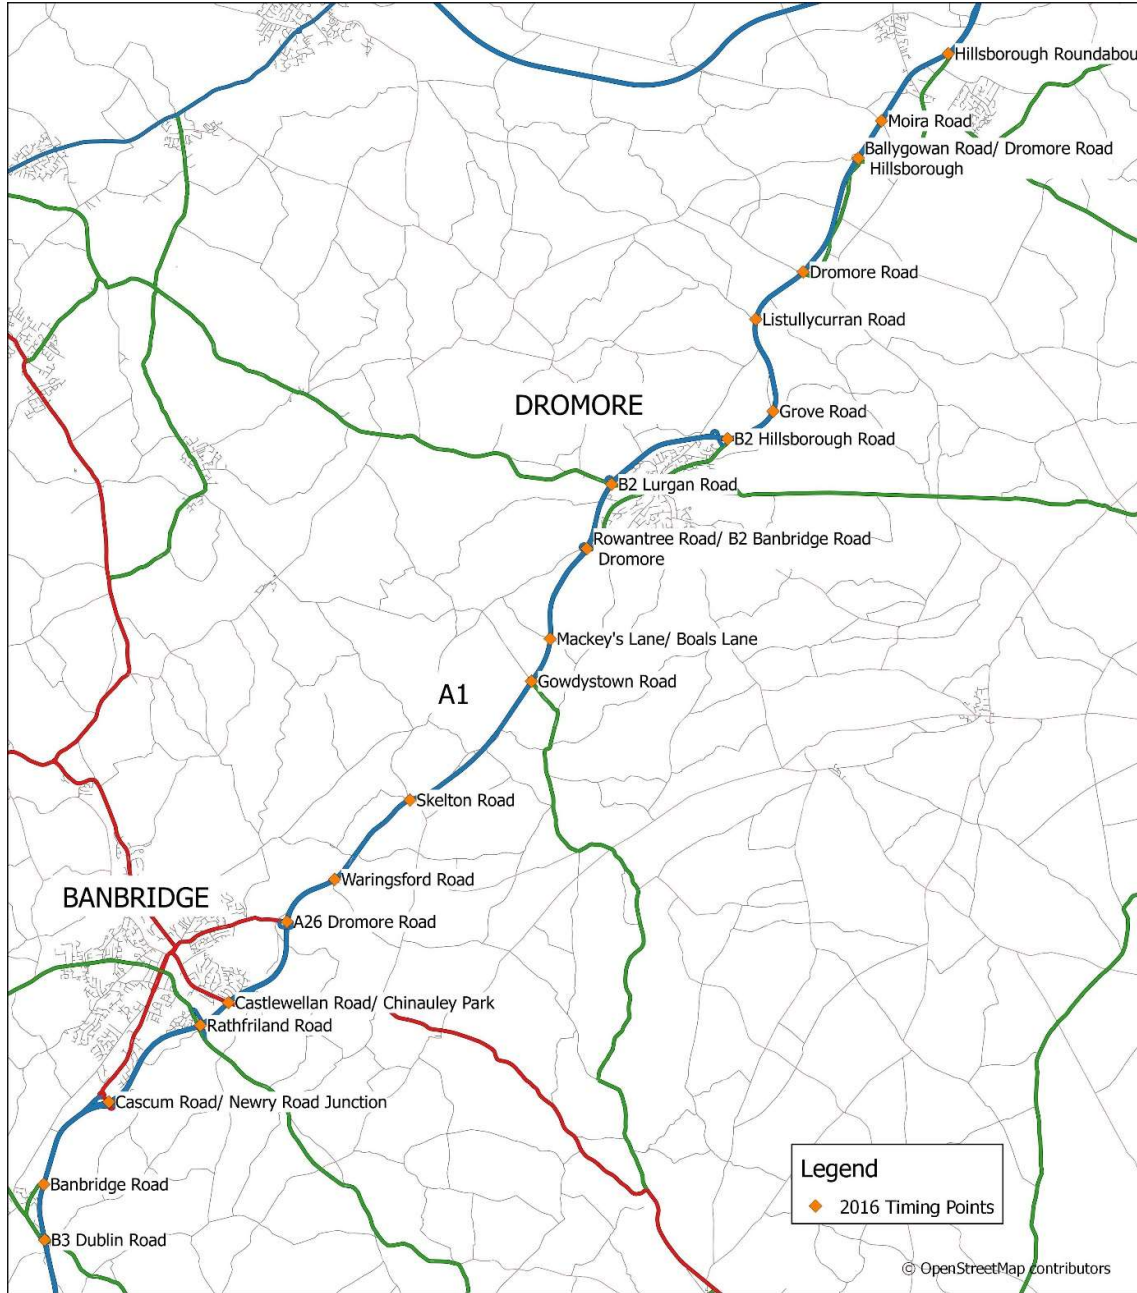 Hillsborough Roundabou
Moira Road
Ballygowan Road/ Dromore Road
Hillsborough
Dromore Road
Listullycurran Road
DROMORE
Grove Road
B2 Hillsborough Road
B2 Lurgan Road
Rowantree Road/ B2 Banbridge Road
Dromore
Mackey's Lane/ Boals Lane
Gowdystown Road
A1
Skelton Road
Waringsford Road
BANBRIDGE
A26 Dromore Road
Castlewellan Road/ Chinauley Park
Rathfriland Road
Cascum Road/ Newry Road Junction
Banbridge Road
B3 Dublin Road
Legend
2016 Timing Points
© OpenStreetMap contributors